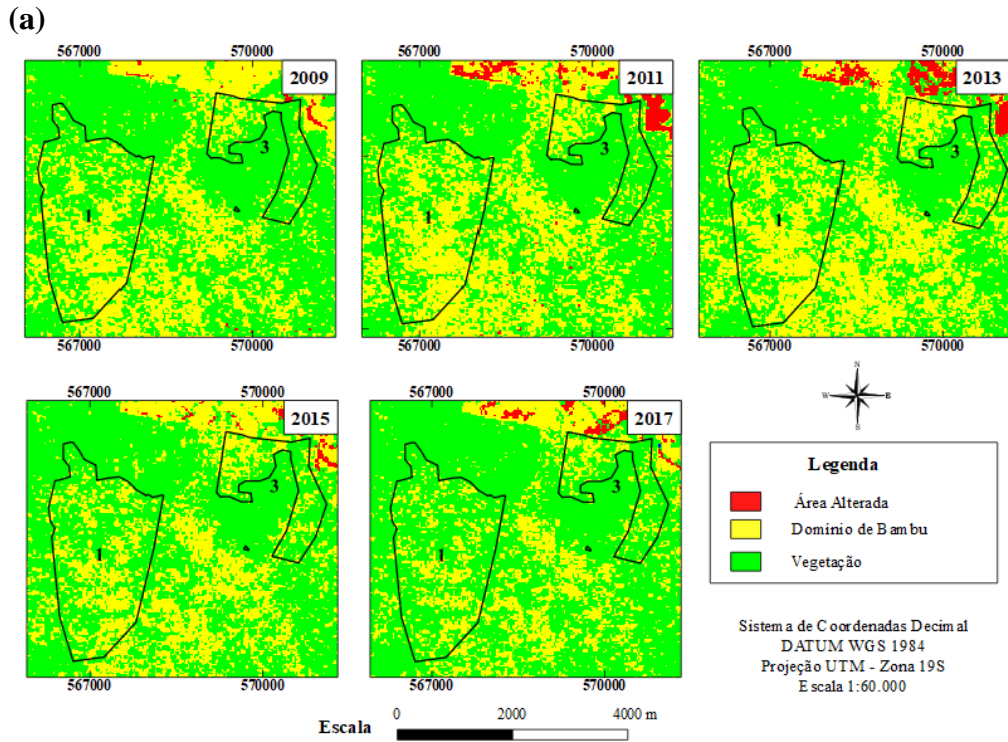 (a)
567000 570000
2009
1
3
567000 570000
567000 570000
2011
1
3
567000 570000
567000 570000
2013
1
3
567000 570000
567000 570000
2015
1
3
567000 570000
567000 570000
2017
1
3
567000 570000
N
W E
S
Legenda
Área Alterada
Domínio de Bambu
Vegetação
Sistema de Coordenadas Decimal
DATUM WGS 1984
Projeção UTM - Zona 19S
Escala 1:60.000
Escala 0 2000 4000 m